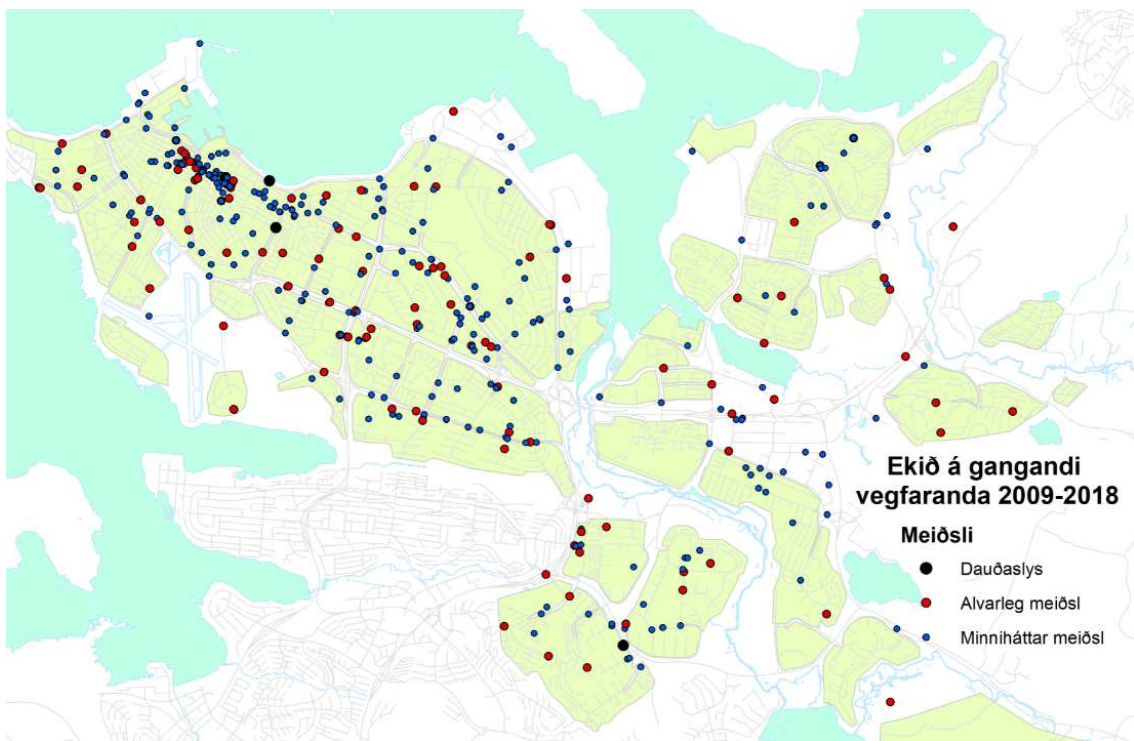 Ekið á gangandi
vegfaranda 2009-2018
Meiðsli
Dauðaslys
Alvarleg meiðsl
Minniháttar meiðsl